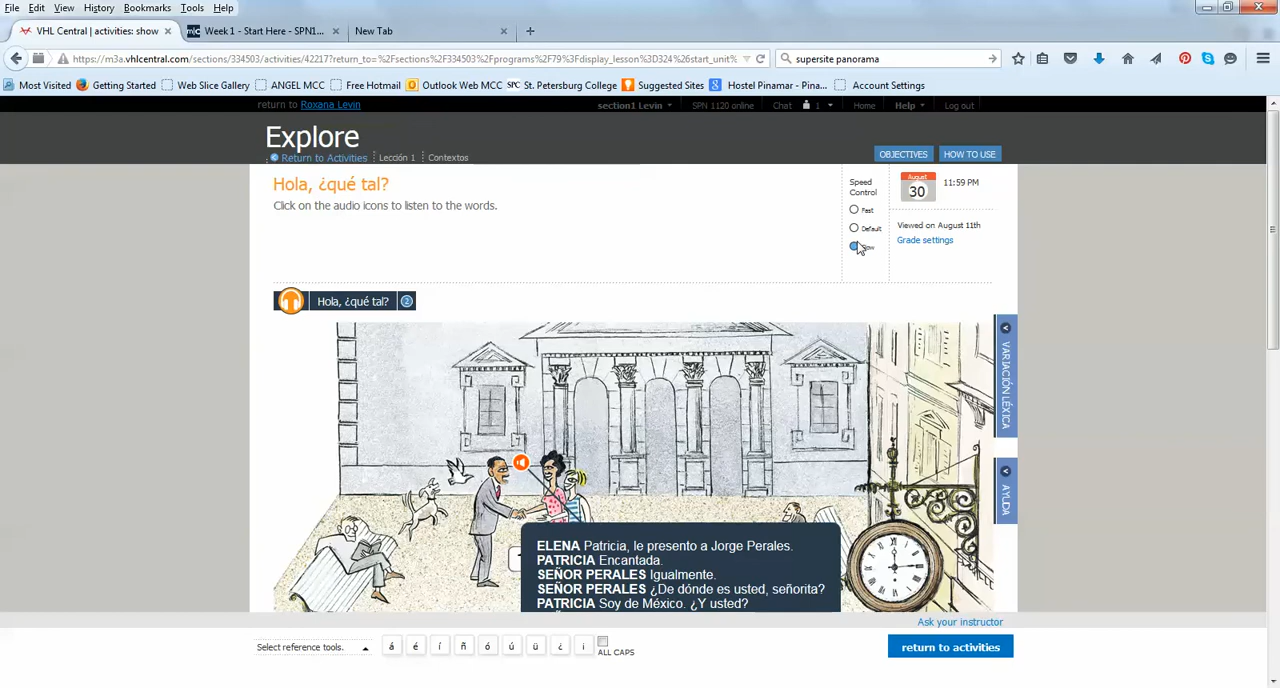 File Edit View History Bookmarks Tools Help
VHL Central | activities: show × Week 1 - Start Here - SPN1... × New Tab × +
https://m3a.vhlcentral.com/sections/334503/activities/42217?return_to=%2Fsections%2F334503%2Fprograms%2F79%3Fdisplay_lesson%3D324%26start_unit% supersite panorama
Most Visited Getting Started Web Slice Gallery ANGEL MCC Free Hotmail Outlook Web MCC SPC St. Petersburg College Suggested Sites Hostel Pinamar - Pina... Account Settings
return to Roxana Levin section1 Levin SPN 1120 online Chat 1 Home Help Log out
Explore
Return to Activities Lección 1 Contextos OBJECTIVES HOW TO USE
Hola, ¿qué tal?
Click on the audio icons to listen to the words.
Speed
Control
Fast
Default
August
30
11:59 PM
Viewed on August 11th
Grade settings
Hola, ¿qué tal? 2
VARIACIÓN LÉXICA
AYUDA
ELENA Patricia, le presento a Jorge Perales.
PATRICIA Encantada.
SEÑOR PERALES Igualmente.
SEÑOR PERALES ¿De dónde es usted, señorita?
PATRICIA Soy de México. ¿Y usted?
Ask your instructor
Select reference tools. á é í ñ ó ú ü ¿ ¡ ALL CAPS return to activities